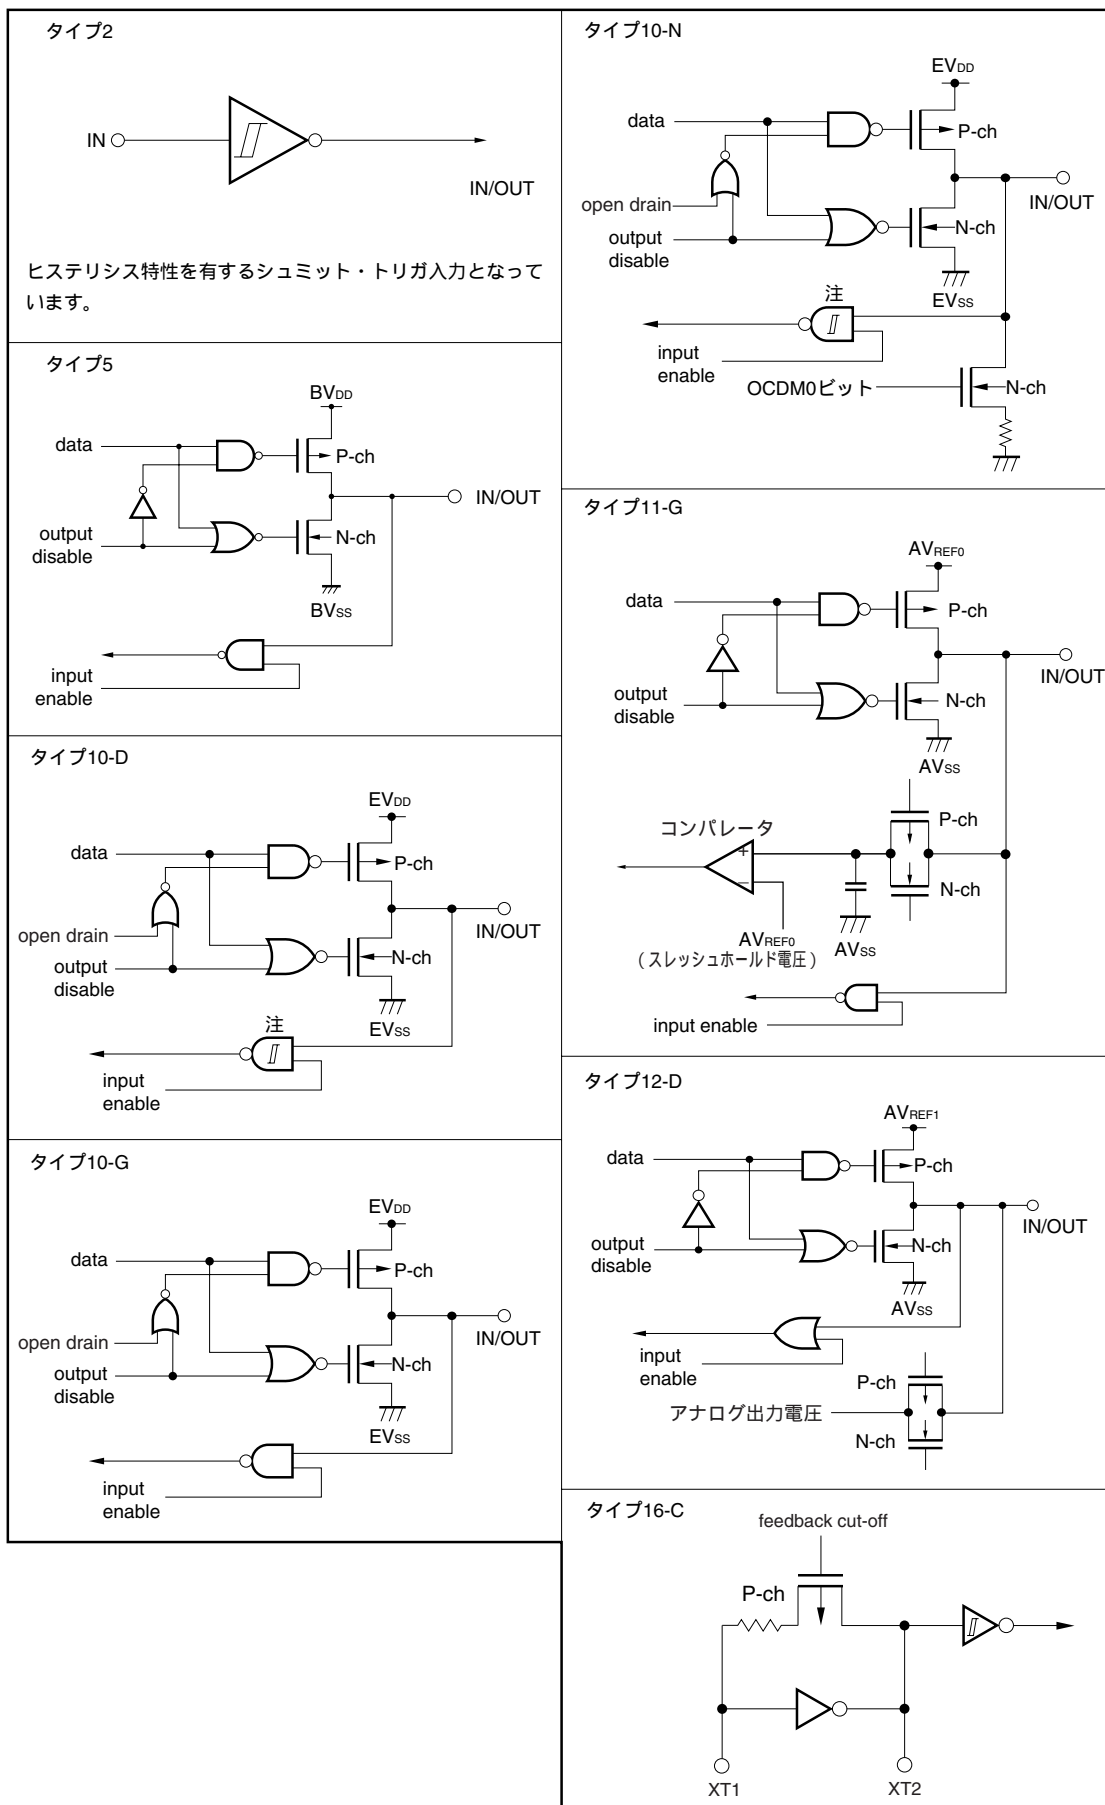 タイプ2
IN
IN/OUT
ヒステリシス特性を有するシュミット・トリガ入力となって
います。
タイプ5
BVDD
data
P-ch
IN/OUT
output
disable
N-ch
BVSS
input
enable
タイプ10-D
EVDD
data
P-ch
open drain
IN/OUT
output
disable
N-ch
EVSS
注
input
enable
タイプ10-G
EVDD
data
P-ch
open drain
IN/OUT
output
disable
N-ch
EVSS
input
enable
タイプ10-N
EVDD
data
P-ch
open drain
IN/OUT
output
disable
N-ch
EVSS
注
input
enable
OCDM0ビット
N-ch
タイプ11-G
AVREF0
data
P-ch
IN/OUT
output
disable
N-ch
AVSS
コンパレータ
P-ch
+
−
N-ch
AVREF0
(スレッシュホールド電圧)
AVSS
input enable
タイプ12-D
AVREF1
data
P-ch
IN/OUT
output
disable
N-ch
AVSS
input
enable
P-ch
アナログ出力電圧
N-ch
タイプ16-C
feedback cut-off
P-ch
XT1
XT2